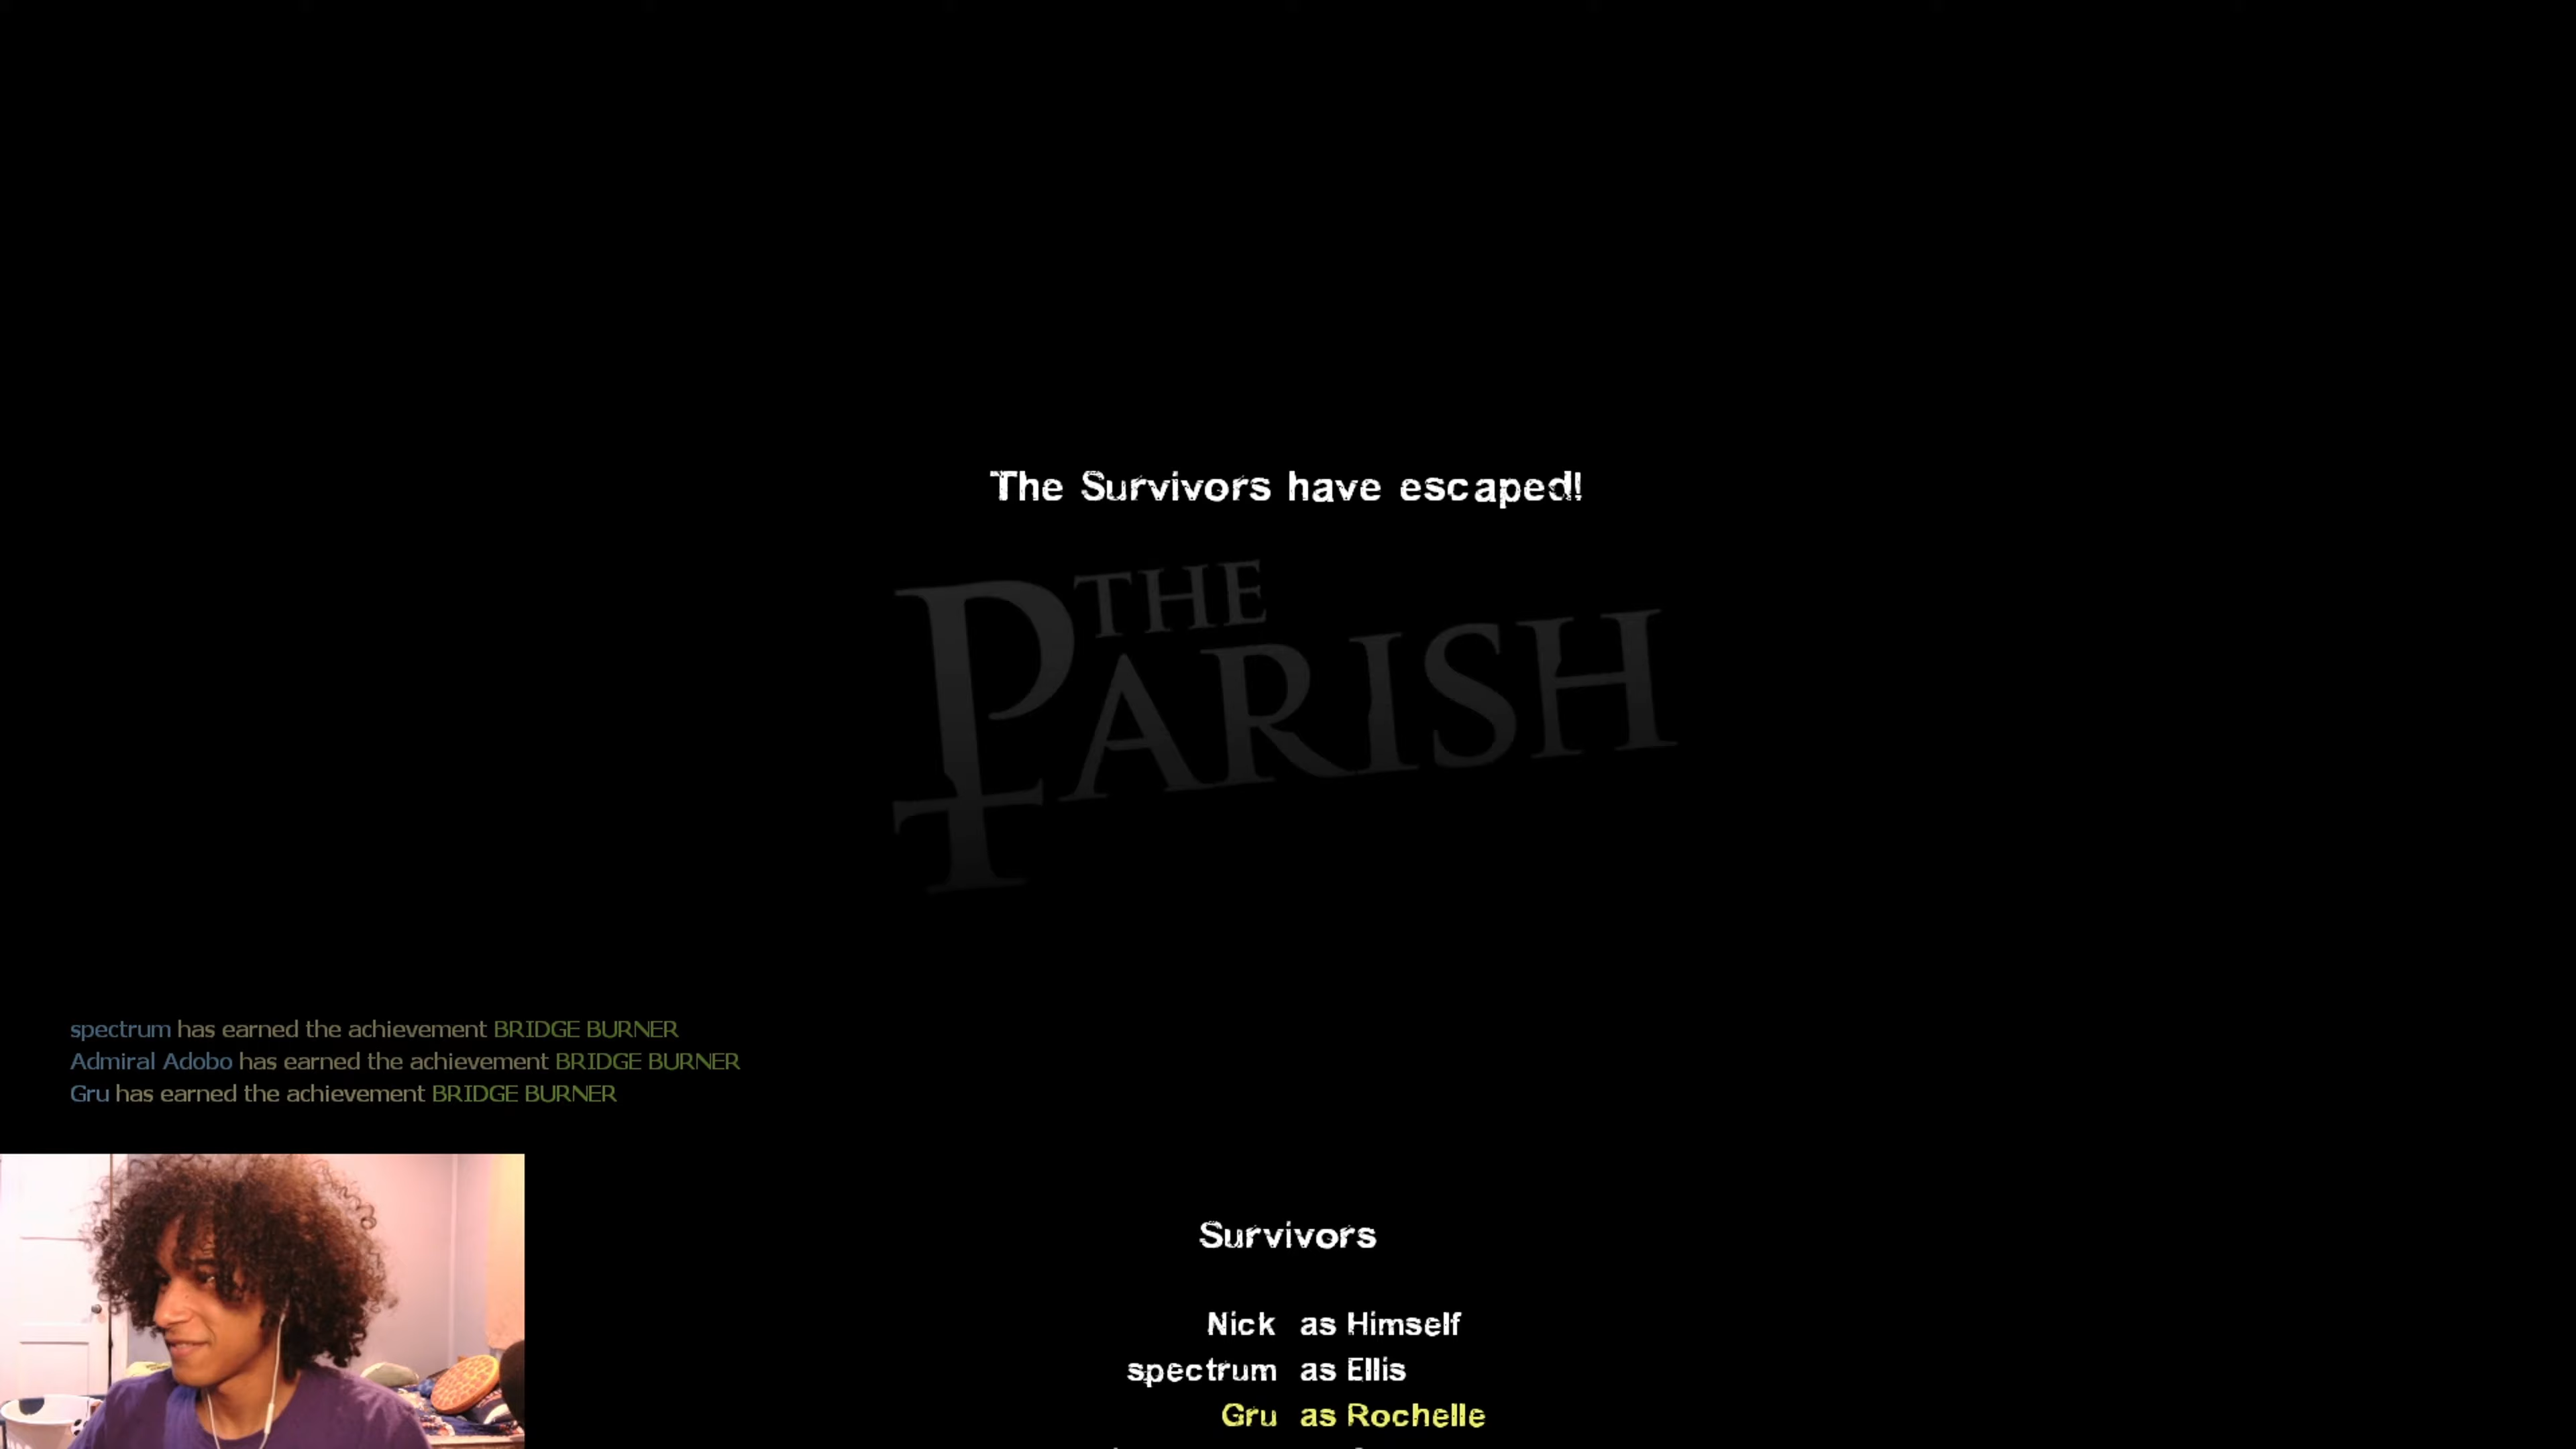 The Survivors have escaped!
THE
PARISH
spectrum has earned the achievement BRIDGE BURNER
Admiral Adobo has earned the achievement BRIDGE BURNER
Gru has earned the achievement BRIDGE BURNER
Survivors
Nick as Himself
spectrum as Ellis
Gru as Rochelle